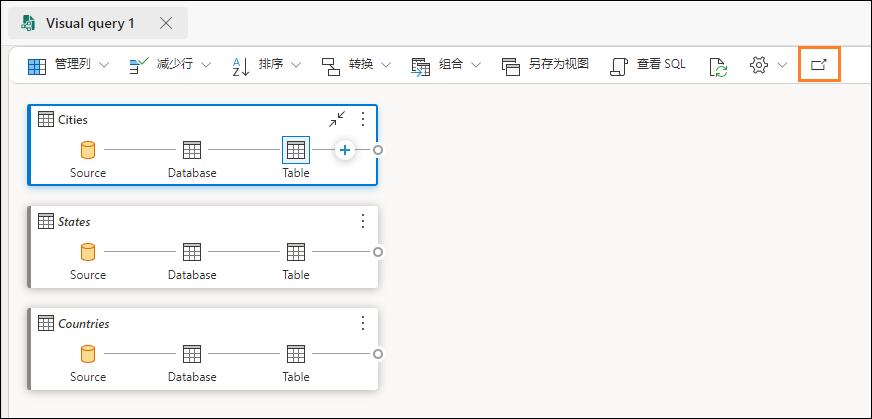 Visual query 1
管理列 减少行 排序 转换 组合 另存为视图 查看 SQL
Cities
Source Database Table
States
Source Database Table
Countries
Source Database Table